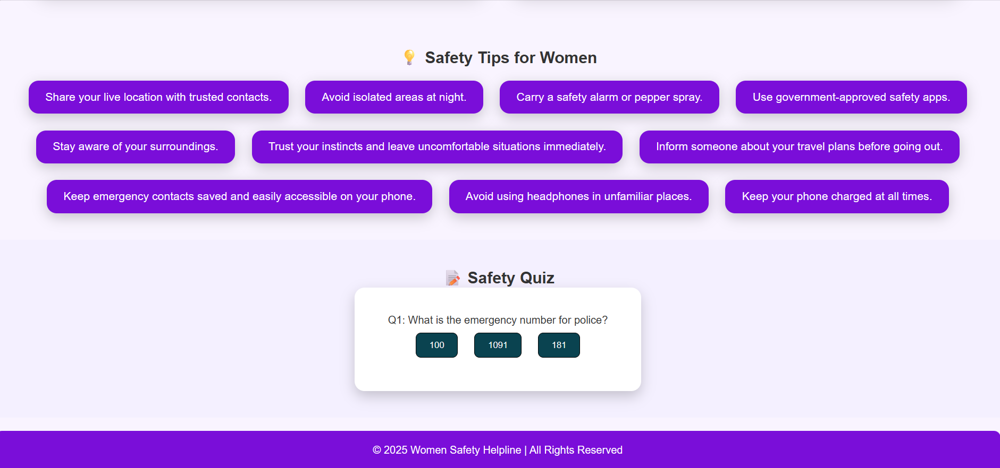 Safety Tips for Women
Share your live location with trusted contacts.
Avoid isolated areas at night.
Carry a safety alarm or pepper spray.
Use government-approved safety apps.
Stay aware of your surroundings.
Trust your instincts and leave uncomfortable situations immediately.
Inform someone about your travel plans before going out.
Keep emergency contacts saved and easily accessible on your phone.
Avoid using headphones in unfamiliar places.
Keep your phone charged at all times.
Safety Quiz
Q1: What is the emergency number for police?
100
1091
181
© 2025 Women Safety Helpline | All Rights Reserved